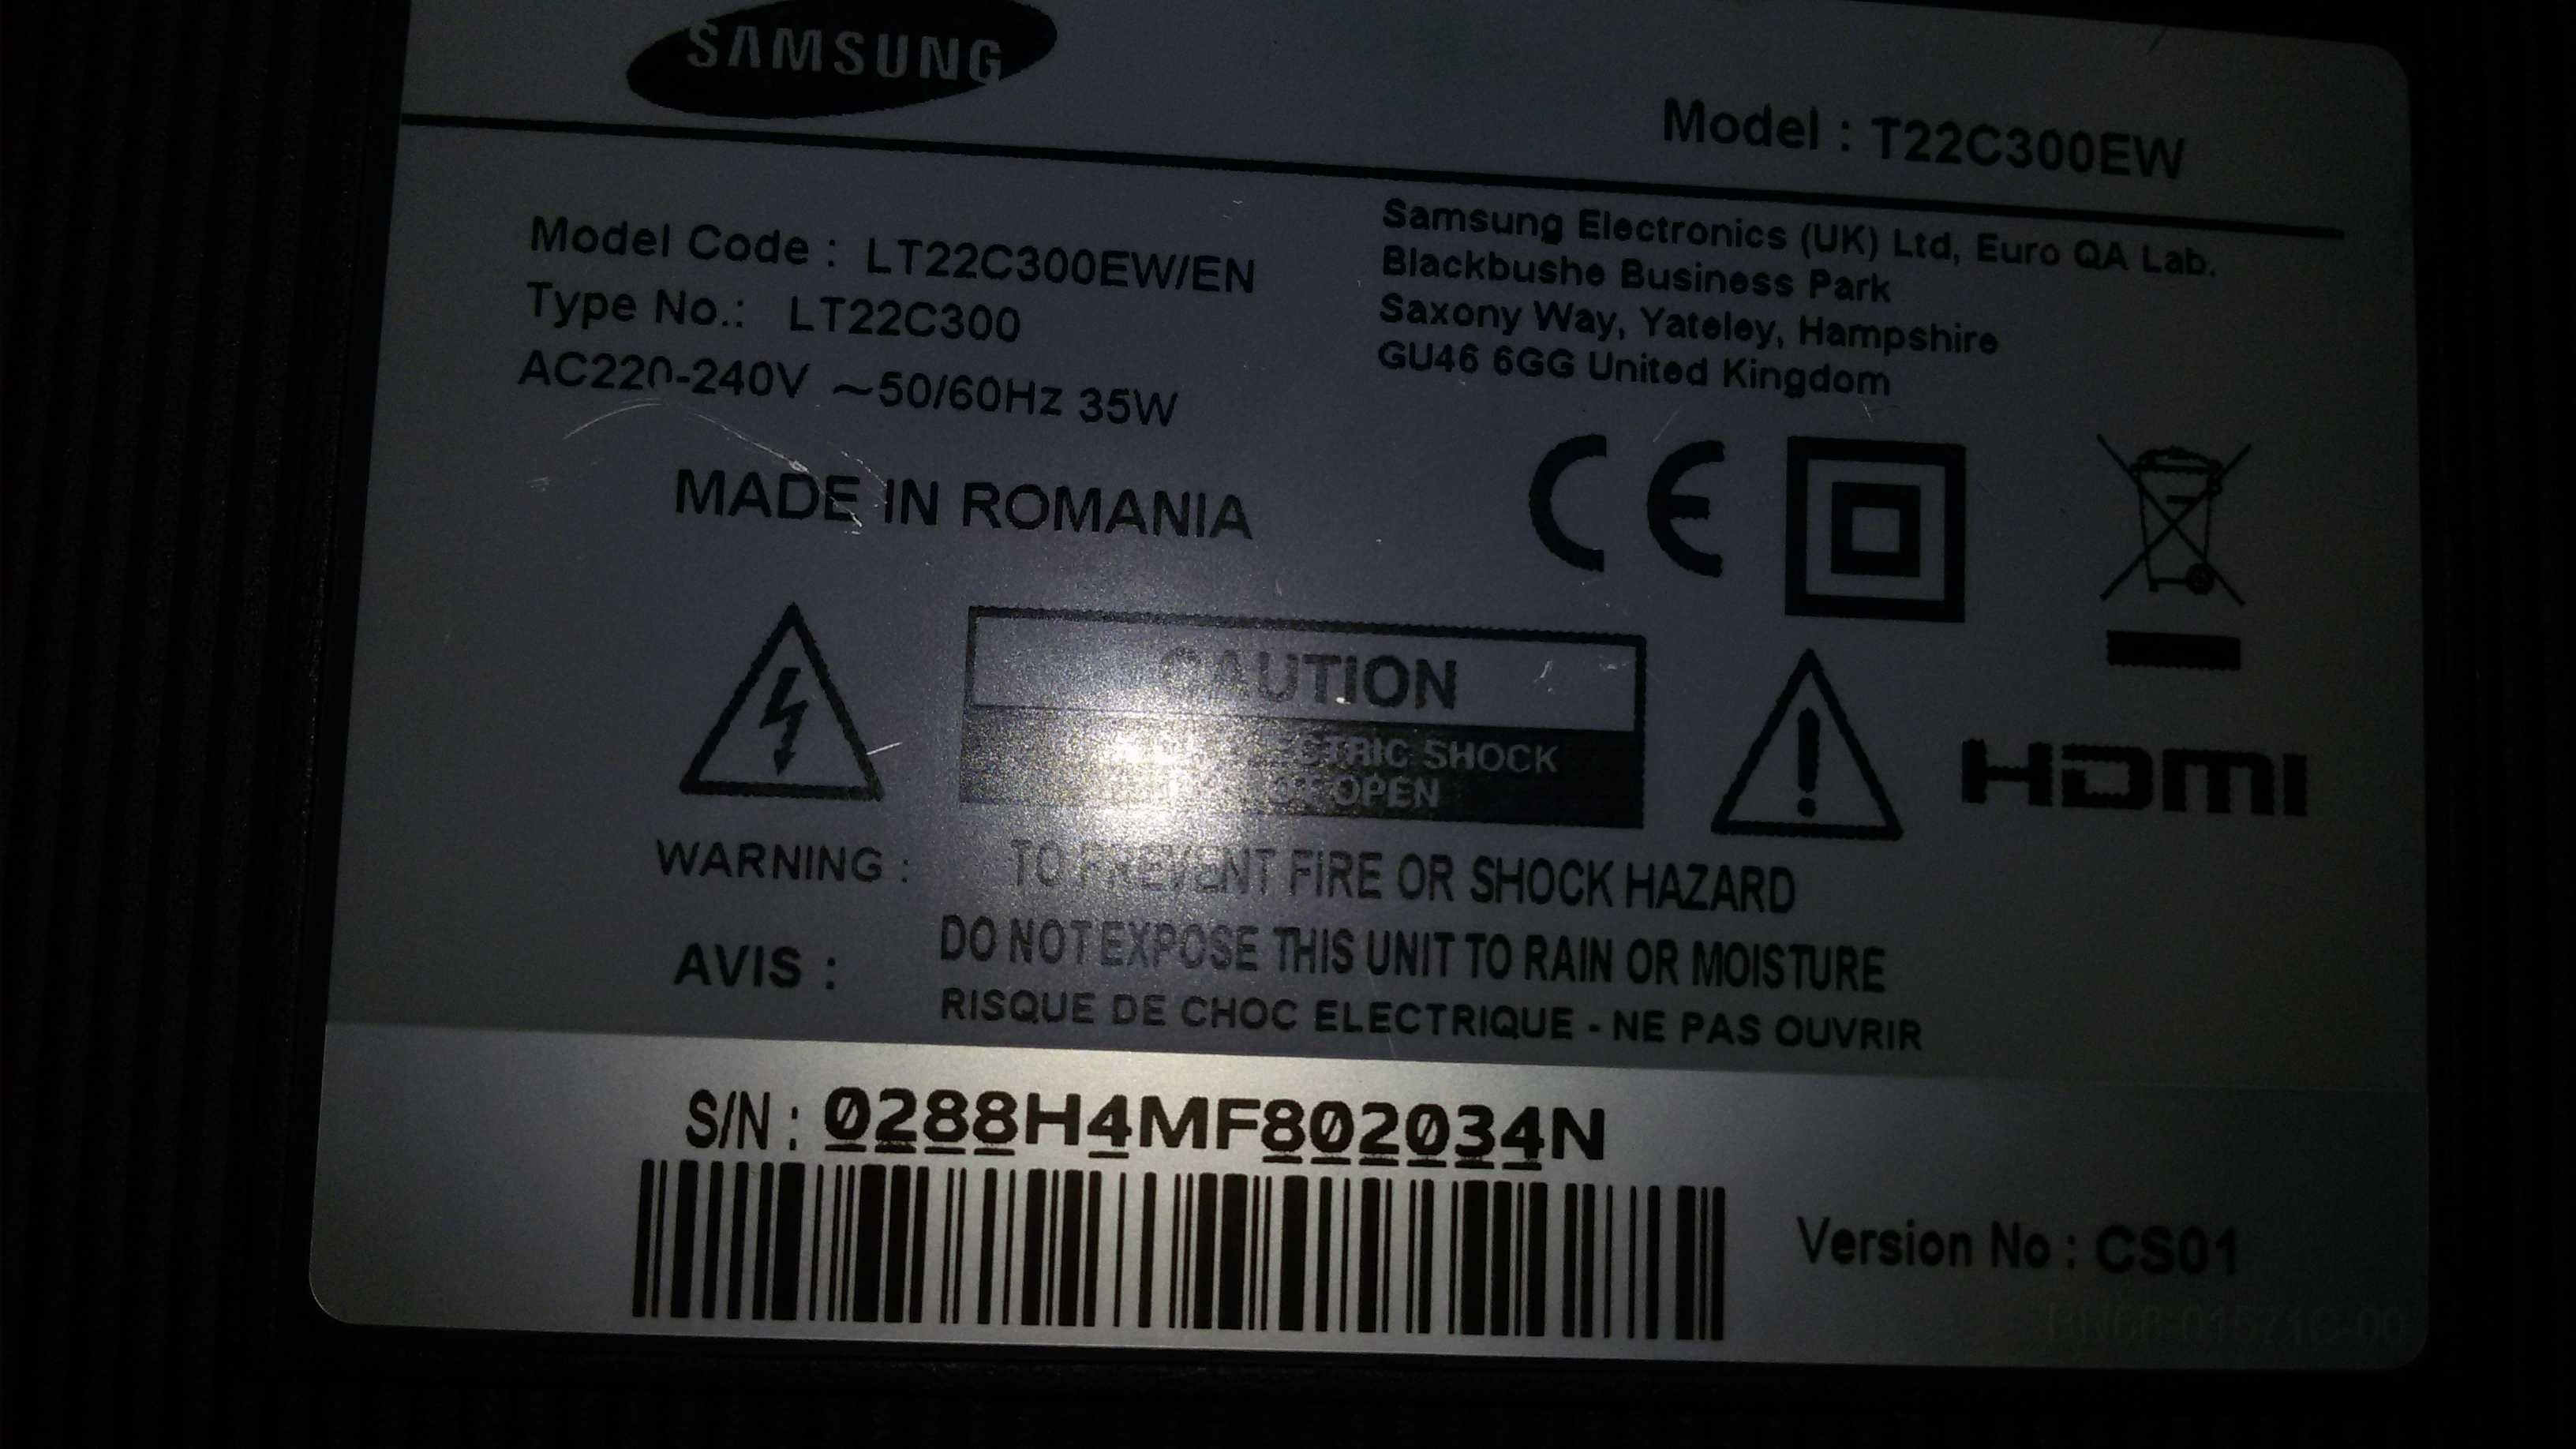 SAMSUNG
Model : T22C300EW
Model Code : LT22C300EW/EN
Type No.: LT22C300
AC220-240V ~50/60Hz 35W
Samsung Electronics (UK) Ltd, Euro QA Lab.
Blackbushe Business Park
Saxony Way, Yateley, Hampshire
GU46 6GG United Kingdom
MADE IN ROMANIA
CE
CAUTION
SHOCK
OPEN
HDMI
WARNING : TO PREVENT FIRE OR SHOCK HAZARD
DO NOT EXPOSE THIS UNIT TO RAIN OR MOISTURE
AVIS :
RISQUE DE CHOC ELECTRIQUE - NE PAS OUVRIR
S/N : 0288H4MF802034N
Version No : CS01